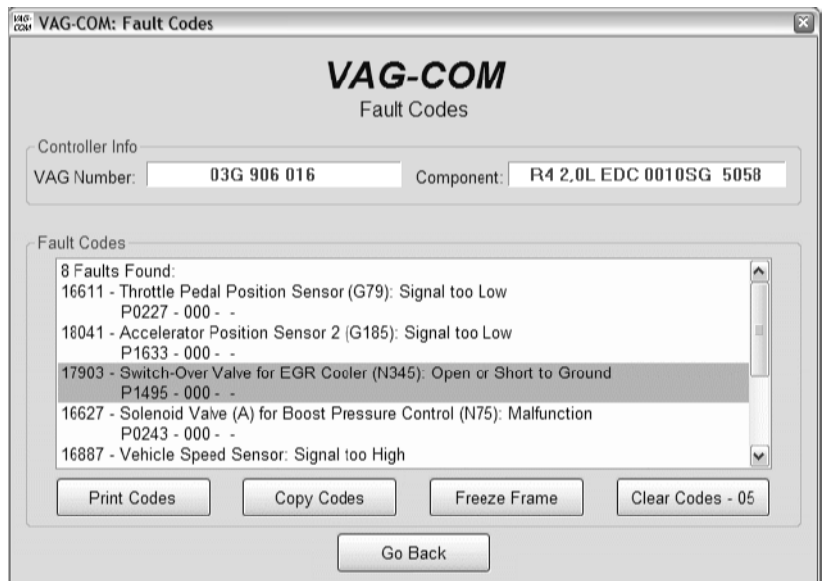 VAG-COM VAG-COM: Fault Codes
VAG-COM
Fault Codes
Controller Info
VAG Number: 03G 906 016 Component: R4 2,0L EDC 0010SG 5058
Fault Codes
8 Faults Found:
16611 - Throttle Pedal Position Sensor (G79): Signal too Low
P0227 - 000 - -
18041 - Accelerator Position Sensor 2 (G185): Signal too Low
P1633 - 000 - -
17903 - Switch-Over Valve for EGR Cooler (N345): Open or Short to Ground
P1495 - 000 - -
16627 - Solenoid Valve (A) for Boost Pressure Control (N75): Malfunction
P0243 - 000 - -
16887 - Vehicle Speed Sensor: Signal too High
Print Codes Copy Codes Freeze Frame Clear Codes - 05
Go Back